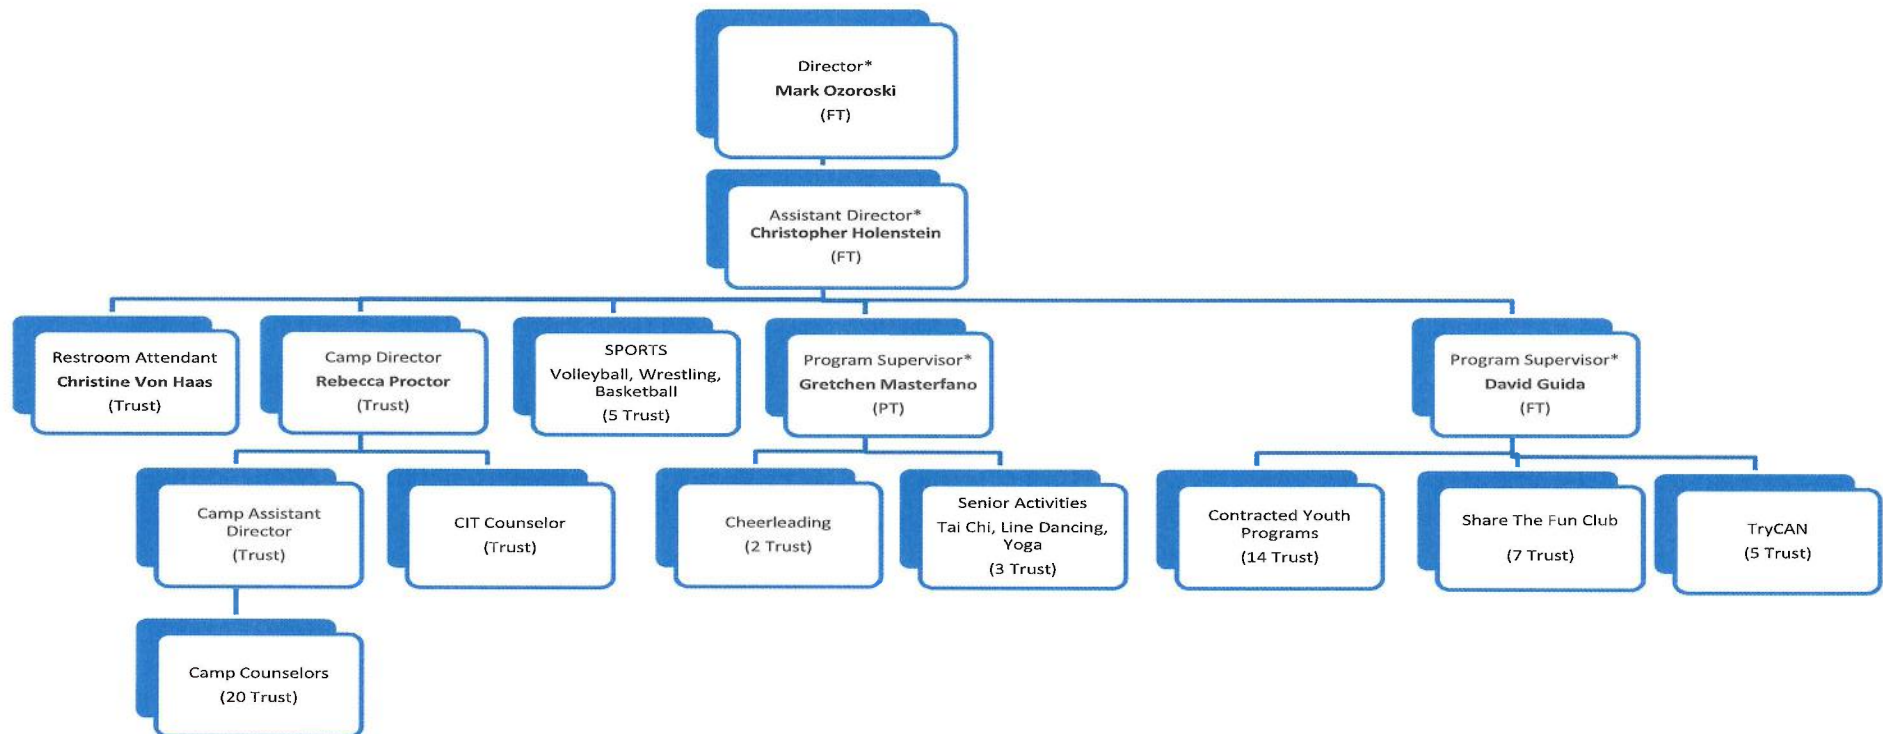 Director*
Mark Ozoroski
(FT)
Assistant Director*
Christopher Holenstein
(FT)
Restroom Attendant
Christine Von Haas
(Trust)
Camp Director
Rebecca Proctor
(Trust)
SPORTS
Volleyball, Wrestling,
Basketball
(5 Trust)
Program Supervisor*
Gretchen Masterfano
(PT)
Program Supervisor*
David Guida
(FT)
Camp Assistant
Director
(Trust)
CIT Counselor
(Trust)
Cheerleading
(2 Trust)
Senior Activities
Tai Chi, Line Dancing,
Yoga
(3 Trust)
Contracted Youth
Programs
(14 Trust)
Share The Fun Club
(7 Trust)
TryCAN
(5 Trust)
Camp Counselors
(20 Trust)